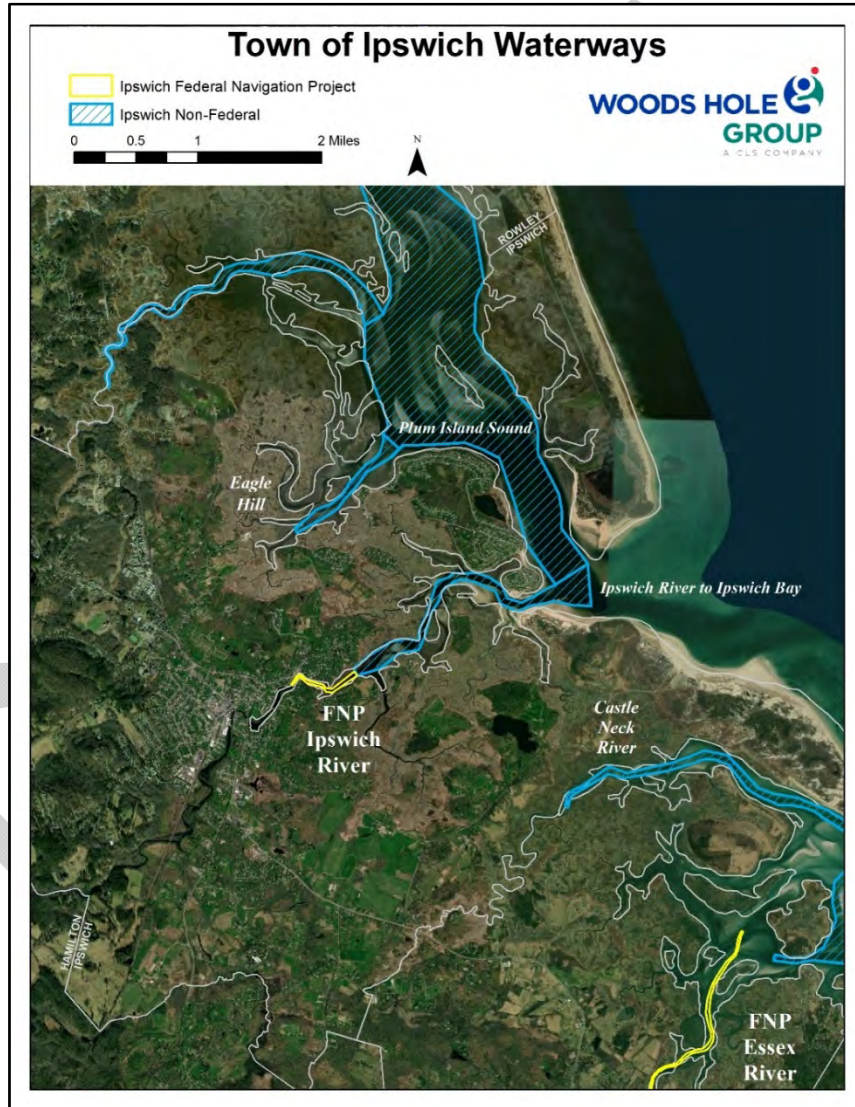 Town of Ipswich Waterways
Ipswich Federal Navigation Project
Ipswich Non-Federal
0 0.5 1 2 Miles
N
WOODS HOLE
GROUP
A CLS COMPANY
ROWLEY
IPSWICH
Plum Island Sound
Eagle
Hill
Ipswich River to Ipswich Bay
FNP
Ipswich
River
Castle
Neck
River
HAMILTON
IPSWICH
FNP
Essex
River